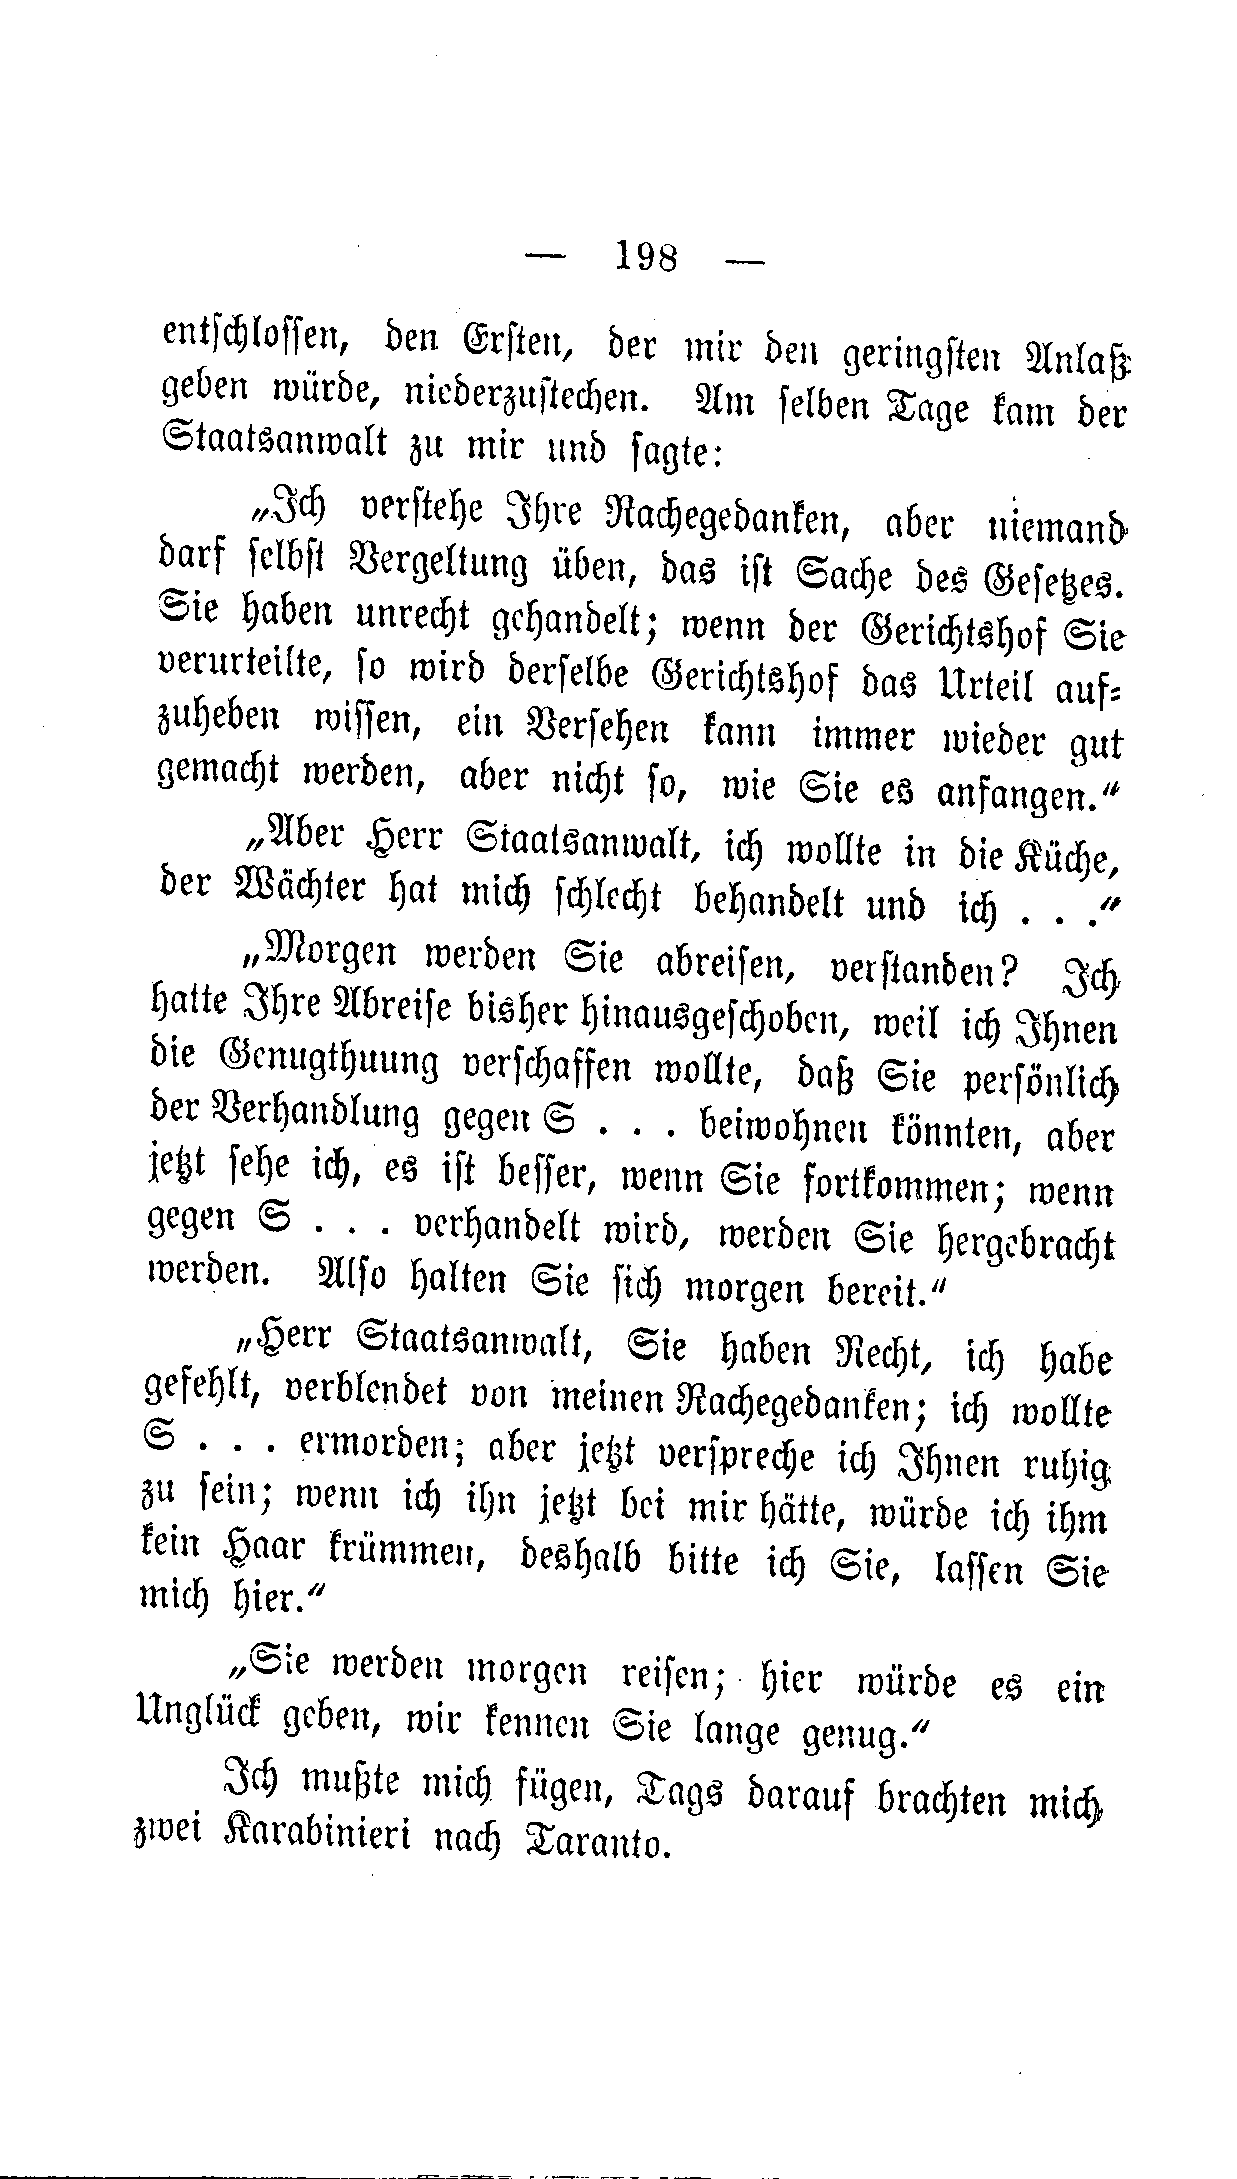 — 198 —
entschlossen, den Ersten, der mir den geringsten Anlaß
geben würde, niederzustechen. Am selben Tage kam der
Staatsanwalt zu mir und sagte:
„Ich verstehe Ihre Rachegedanken, aber niemand
darf selbst Vergeltung üben, das ist Sache des Gesetzes.
Sie haben unrecht gehandelt; wenn der Gerichtshof Sie
verurteilte, so wird derselbe Gerichtshof das Urteil auf-
zuheben wissen, ein Versehen kann immer wieder gut
gemacht werden, aber nicht so, wie Sie es anfangen.“
„Aber Herr Staatsanwalt, ich wollte in die Küche,
der Wächter hat mich schlecht behandelt und ich . . .“
„Morgen werden Sie abreisen, verstanden? Ich
hatte Ihre Abreise bisher hinausgeschoben, weil ich Ihnen
die Genugthuung verschaffen wollte, daß Sie persönlich
der Verhandlung gegen S . . . beiwohnen könnten, aber
jetzt sehe ich, es ist besser, wenn Sie fortkommen; wenn
gegen S . . . verhandelt wird, werden Sie hergebracht
werden. Also halten Sie sich morgen bereit.“
„Herr Staatsanwalt, Sie haben Recht, ich habe
gefehlt, verblendet von meinen Rachegedanken; ich wollte
S . . . ermorden; aber jetzt verspreche ich Ihnen ruhig
zu sein; wenn ich ihn jetzt bei mir hätte, würde ich ihm
kein Haar krümmen, deshalb bitte ich Sie, lassen Sie
mich hier.“
„Sie werden morgen reisen; hier würde es ein
Unglück geben, wir kennen Sie lange genug.“
Ich mußte mich fügen, Tags darauf brachten mich
zwei Karabinieri nach Taranto.